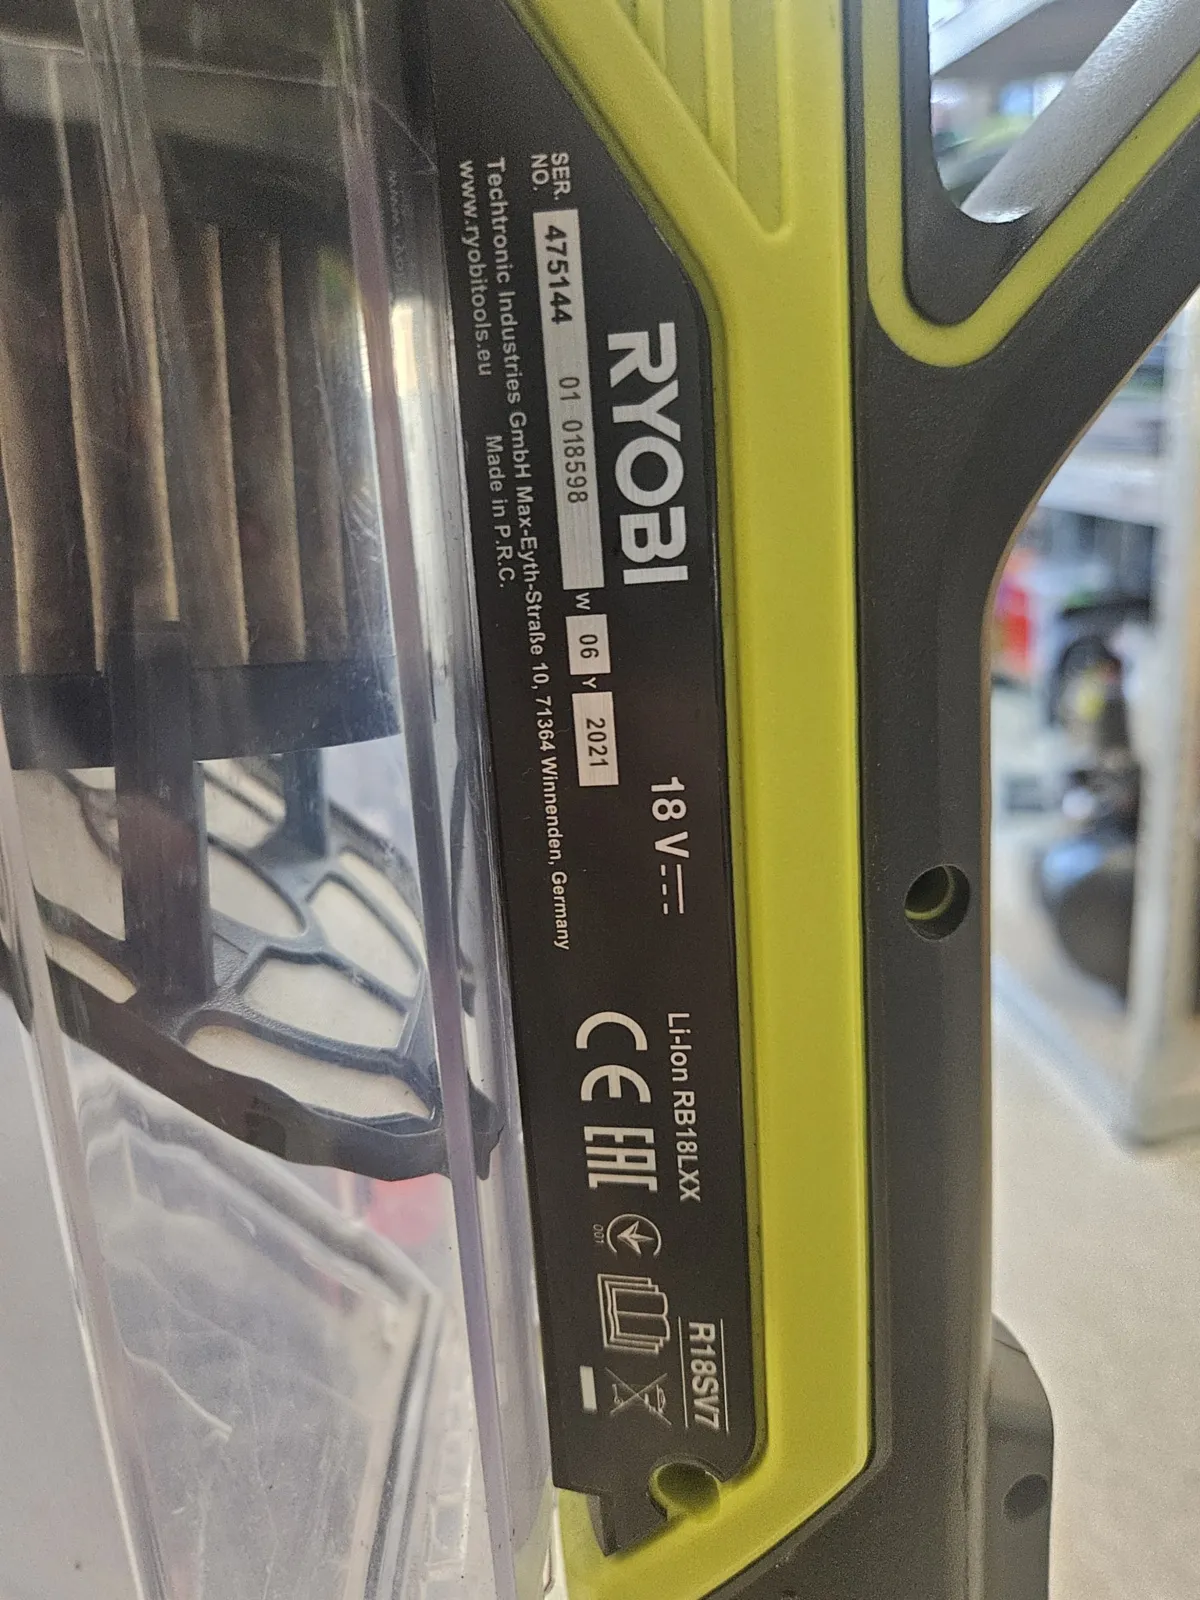 RYOBI
18 V
Li-Ion RB18LXX
R18SV7
SER. NO. 475144 01 018598 W 06 Y 2021
Techtronic Industries GmbH Max-Eyth-Straße 10, 71364 Winnenden, Germany
www.ryobitools.eu Made in P.R.C.
CE EAC
001